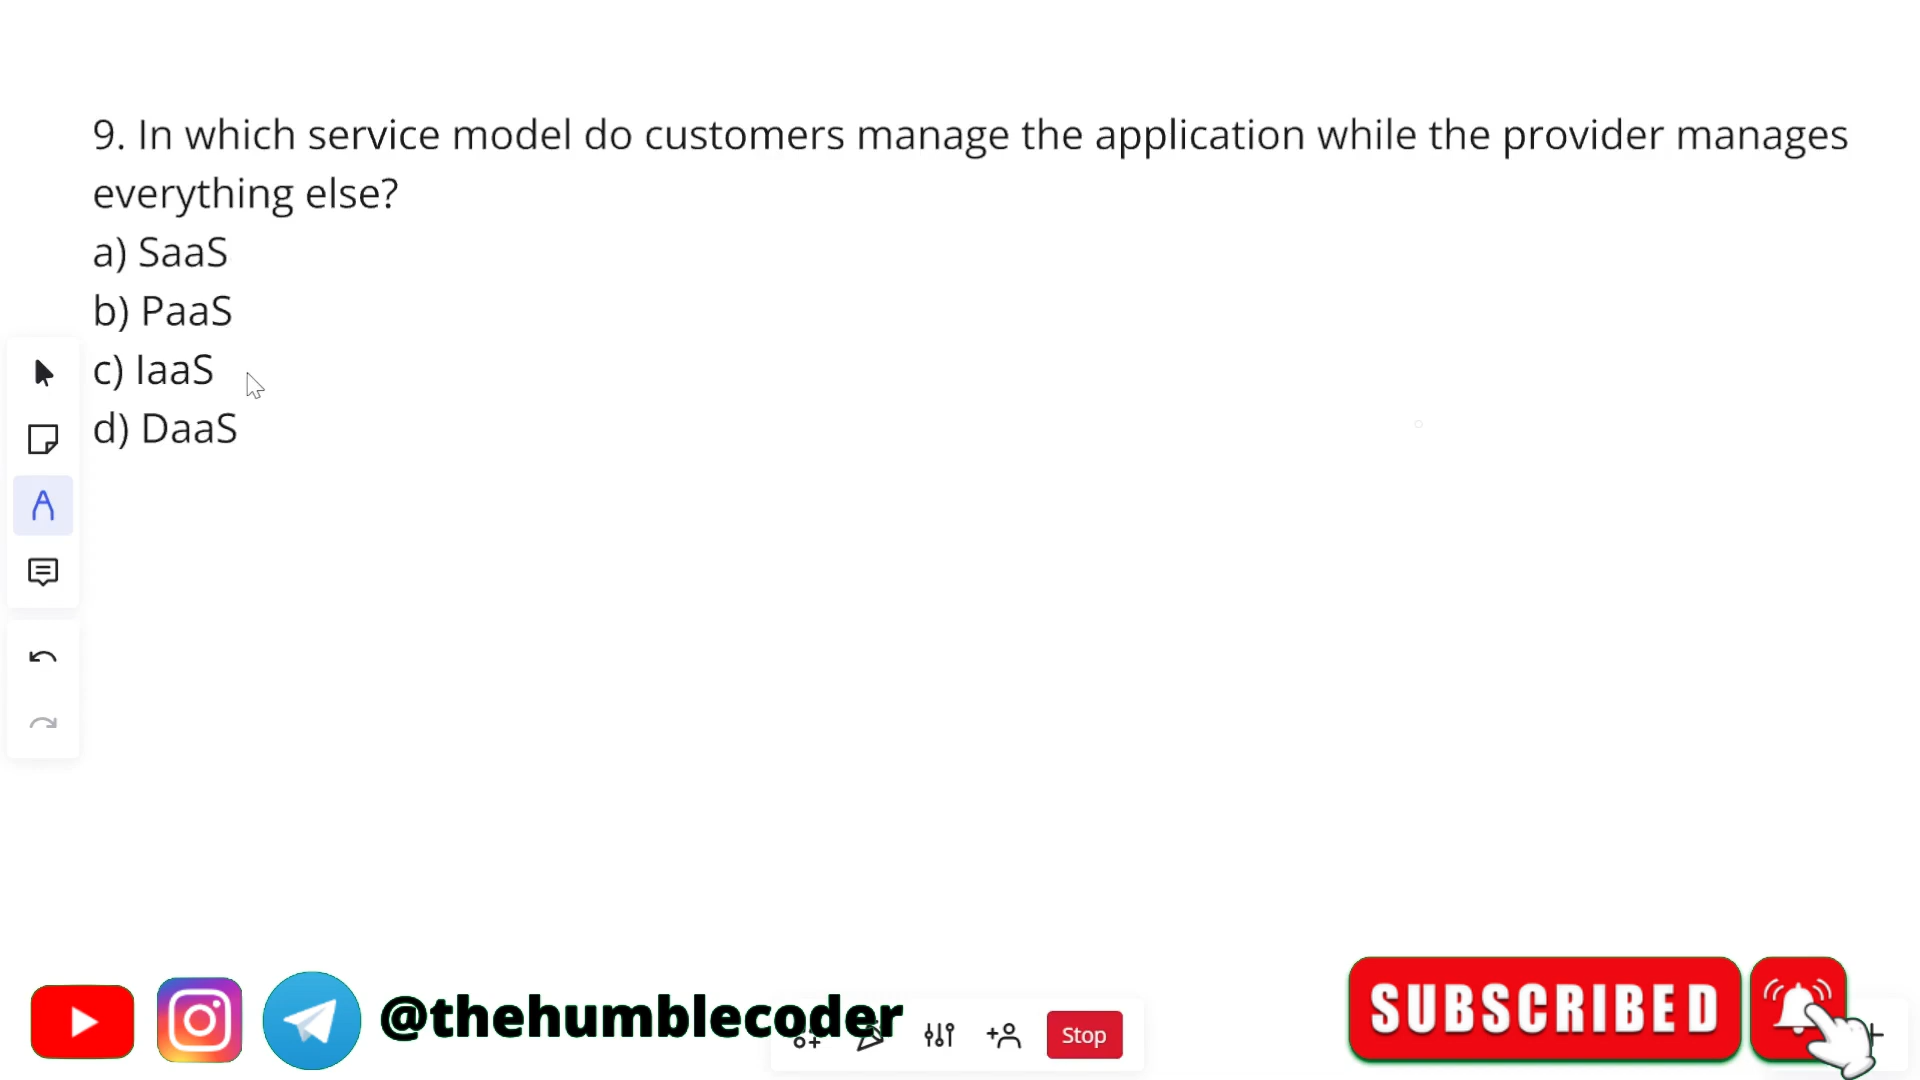 9. In which service model do customers manage the application while the provider manages
everything else?
a) SaaS
b) PaaS
c) IaaS
d) DaaS
@thehumblecoder
Stop
SUBSCRIBED